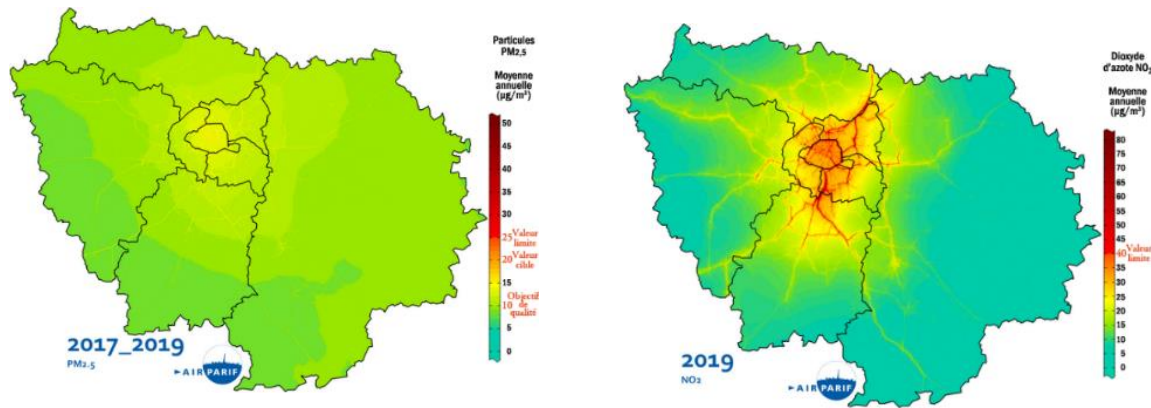 Particules
PM2,5
Moyenne
annuelle
(µg/m³)
50
45
40
35
30
25 Valeur
limite
20 Valeur
cible
15
10 Objectif
de
qualité
5
0
2017_2019
PM2.5
AIRPARIF
Dioxyde
d'azote NO₂
Moyenne
annuelle
(µg/m³)
80
75
70
65
60
55
50
45
40 Valeur
limite
35
30
25
20
15
10
5
0
2019
NO2
AIRPARIF